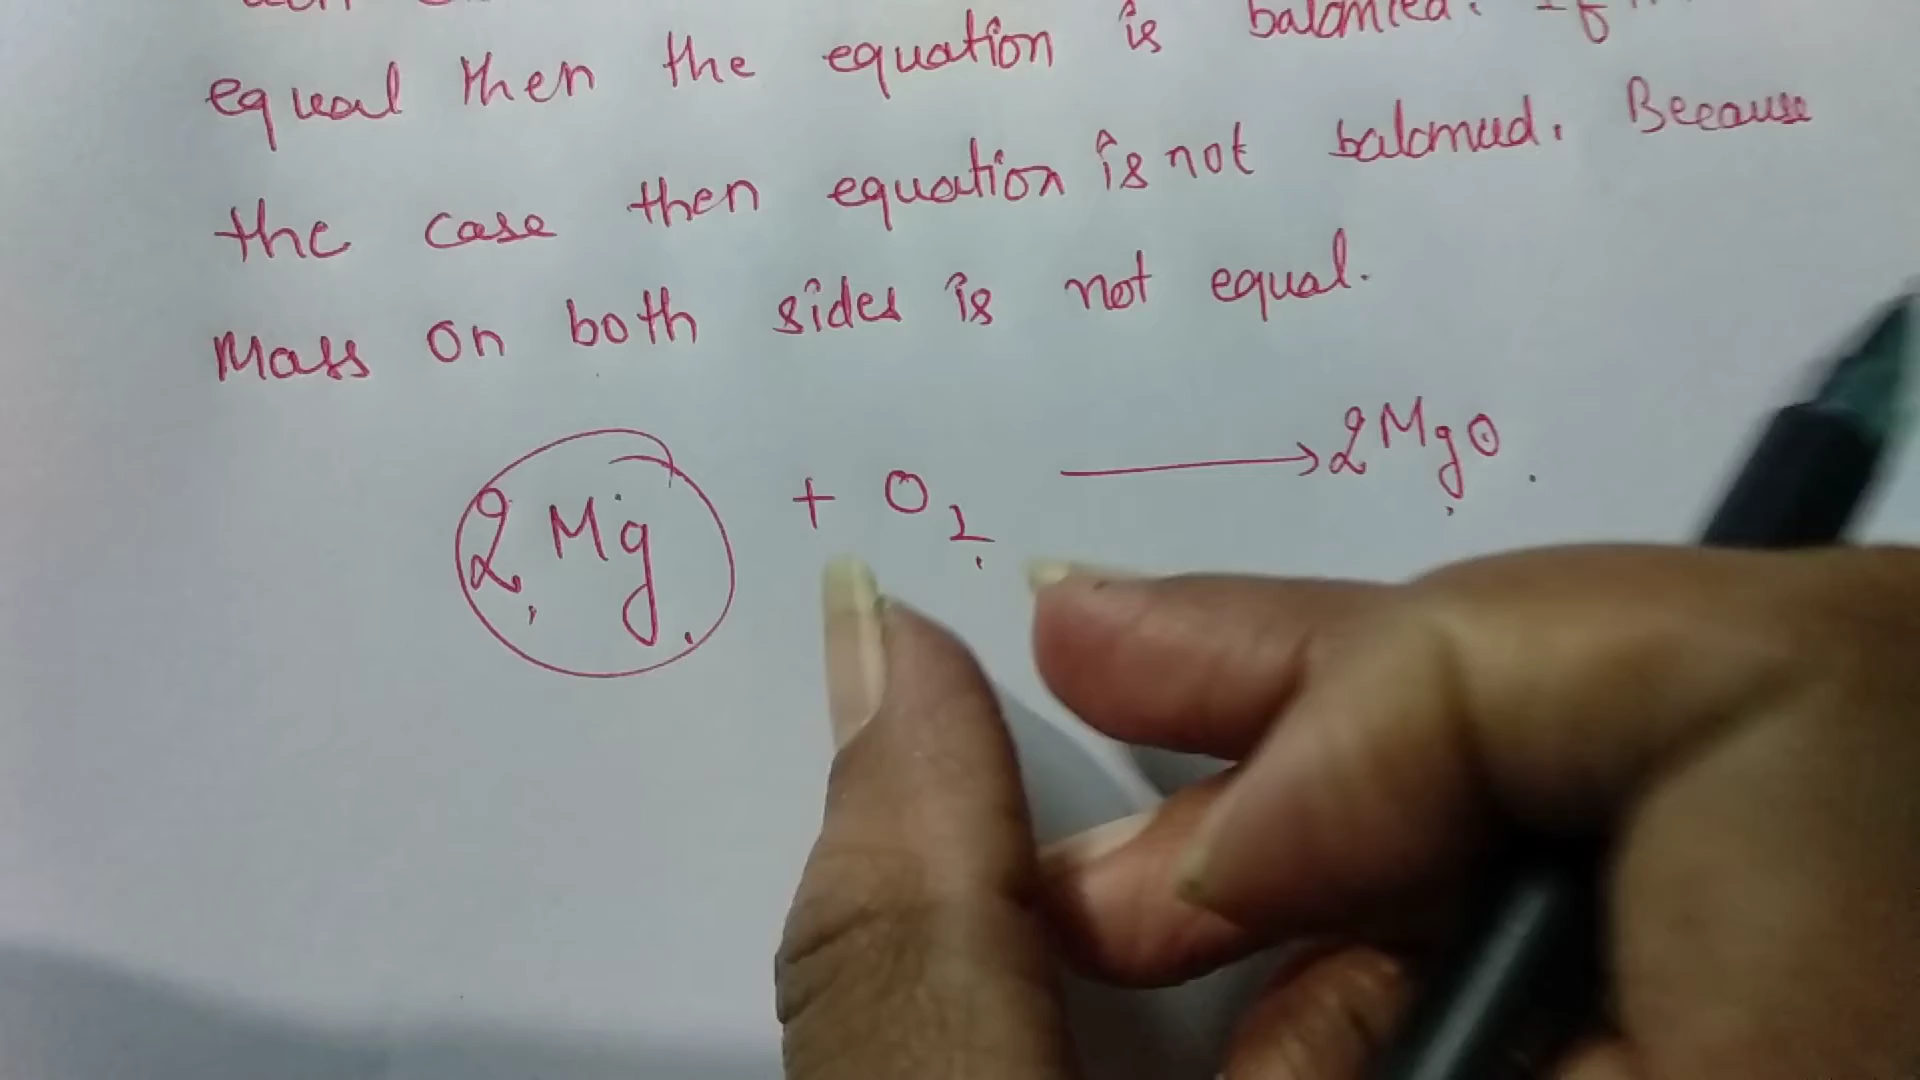 equal then the equation is balanced. If
the case then equation is not balanced. Because
Mass on both sides is not equal.
2Mg + O2 → 2MgO